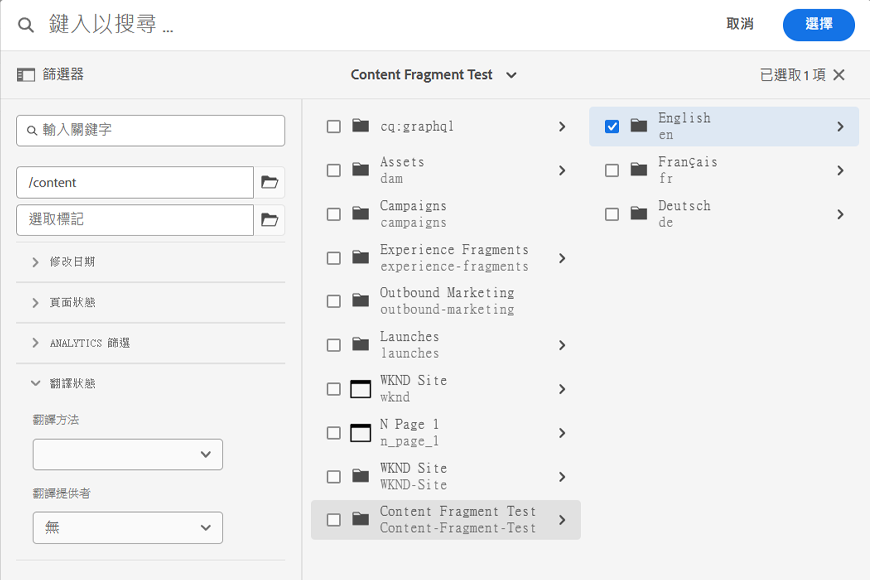 鍵入以搜尋 ...
取消
選擇
篩選器
Content Fragment Test
已選取1項
輸入關鍵字
/content
選取標記
修改日期
頁面狀態
ANALYTICS 篩選
翻譯狀態
翻譯方法
翻譯提供者
無
cq:graphql
Assets
dam
Campaigns
campaigns
Experience Fragments
experience-fragments
Outbound Marketing
outbound-marketing
Launches
launches
WKND Site
wknd
N Page 1
n_page_1
WKND Site
WKND-Site
Content Fragment Test
Content-Fragment-Test
English
en
Français
fr
Deutsch
de